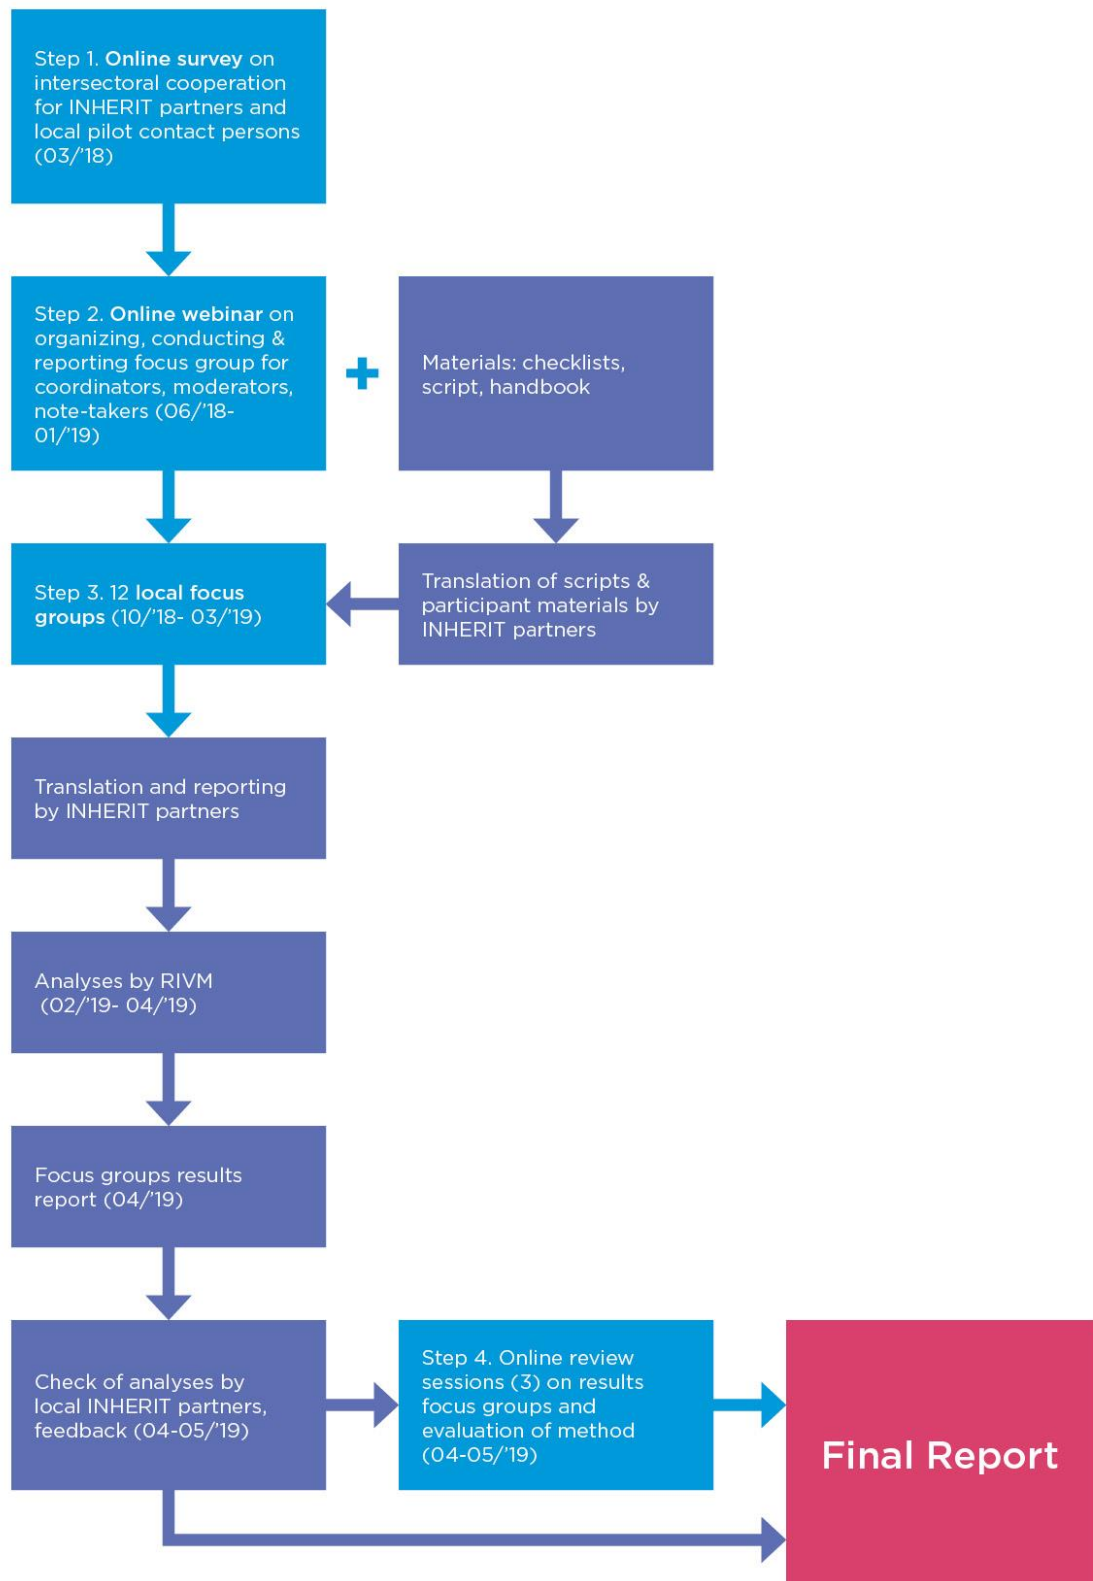 Step 1. Online survey on
intersectoral cooperation
for INHERIT partners and
local pilot contact persons
(03/’18)
Step 2. Online webinar on
organizing, conducting &
reporting focus group for
coordinators, moderators,
note-takers (06/’18-
01/’19)
+
Materials: checklists,
script, handbook
Step 3. 12 local focus
groups (10/’18- 03/’19)
Translation of scripts &
participant materials by
INHERIT partners
Translation and reporting
by INHERIT partners
Analyses by RIVM
(02/’19- 04/’19)
Focus groups results
report (04/’19)
Check of analyses by
local INHERIT partners,
feedback (04-05/’19)
Step 4. Online review
sessions (3) on results
focus groups and
evaluation of method
(04-05/’19)
Final Report